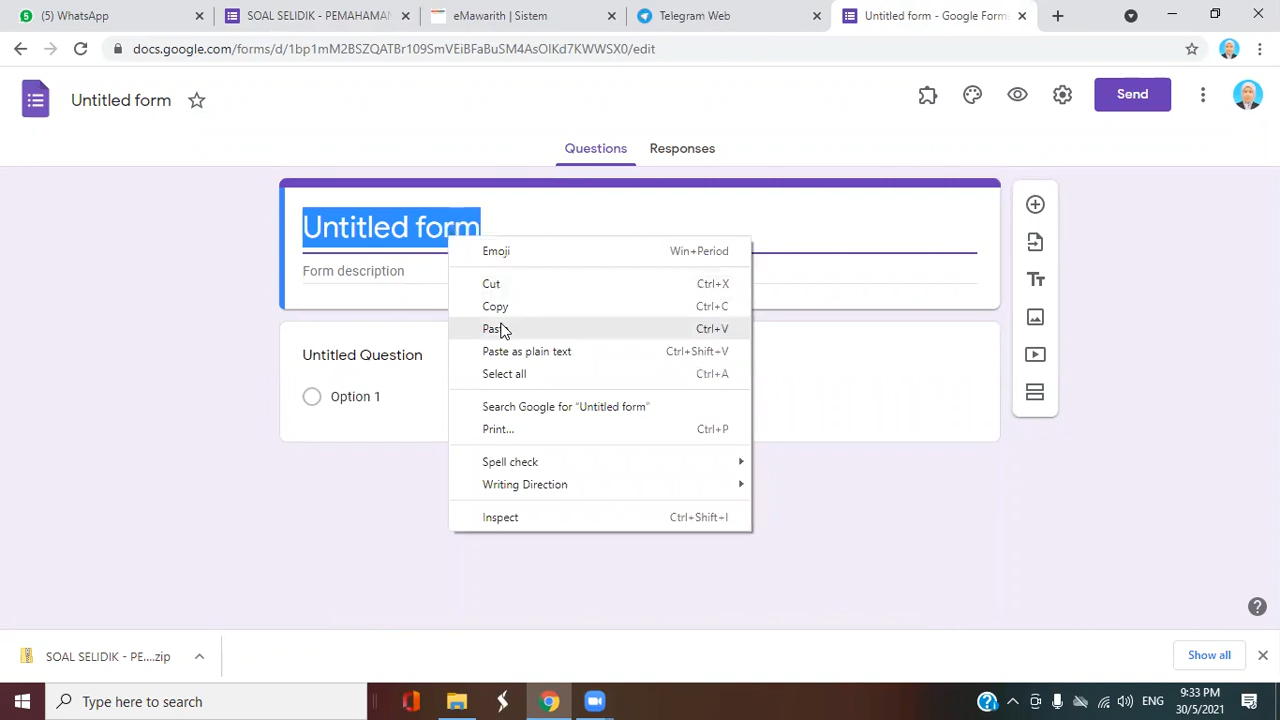 (5) WhatsApp
SOAL SELIDIK - PEMAHAMAN
eMawarith | Sistem
Telegram Web
Untitled form - Google Forms
docs.google.com/forms/d/1bp1mM2BSZQATBr109SmVEiBFaBuSM4AsOIKd7KWWSX0/edit
Untitled form
Send
Questions
Responses
Untitled form
Form description
Untitled Question
Option 1
Emoji Win+Period
Cut Ctrl+X
Copy Ctrl+C
Paste Ctrl+V
Paste as plain text Ctrl+Shift+V
Select all Ctrl+A
Search Google for “Untitled form”
Print... Ctrl+P
Spell check
Writing Direction
Inspect Ctrl+Shift+I
SOAL SELIDIK - PE....zip
Show all
Type here to search
ENG
9:33 PM
30/5/2021